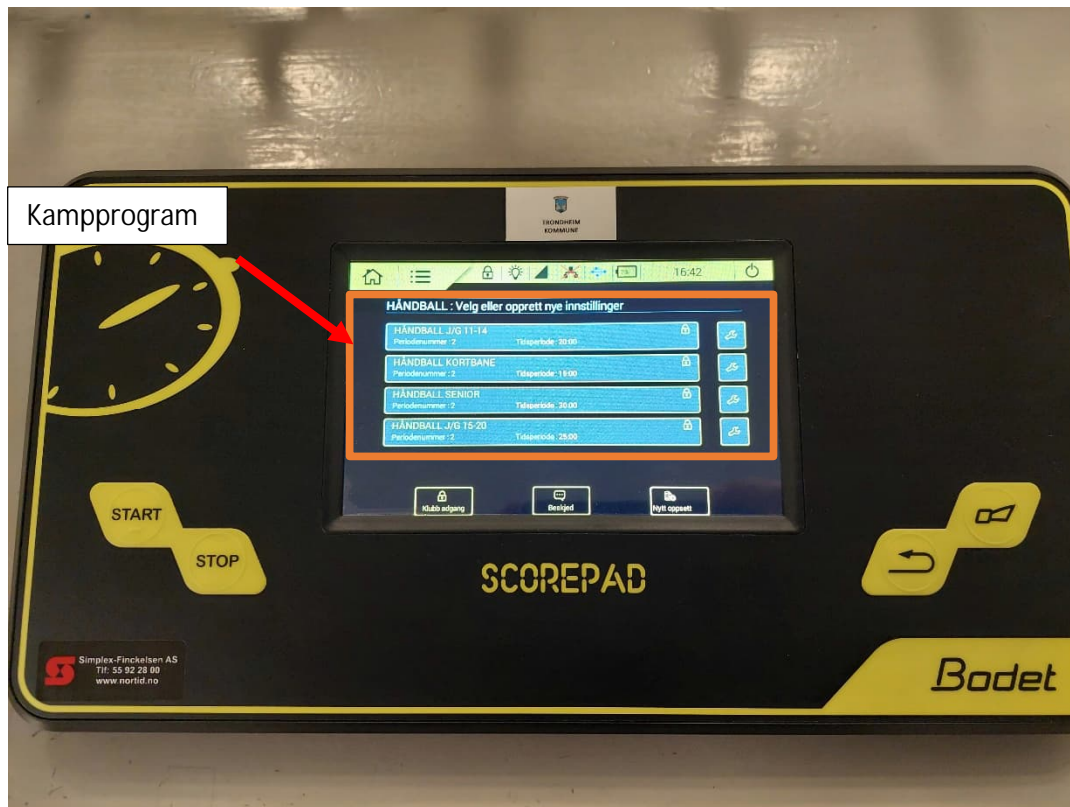 Kampprogram
TRONDHEIM
KOMMUNE
16:42
HÅNDBALL : Velg eller opprett nye innstillinger
HÅNDBALL J/G 11-14
Periodenummer : 2 Tidsperiode : 20:00
HÅNDBALL KORTBANE
Periodenummer : 2 Tidsperiode : 15:00
HÅNDBALL SENIOR
Periodenummer : 2 Tidsperiode : 30:00
HÅNDBALL J/G 15-20
Periodenummer : 2 Tidsperiode : 25:00
Klubb adgang
Beskjed
Nytt oppsett
START
STOP
SCOREPAD
Simplex-Finckelsen AS
Tlf: 55 92 28 00
www.nortid.no
Bodet